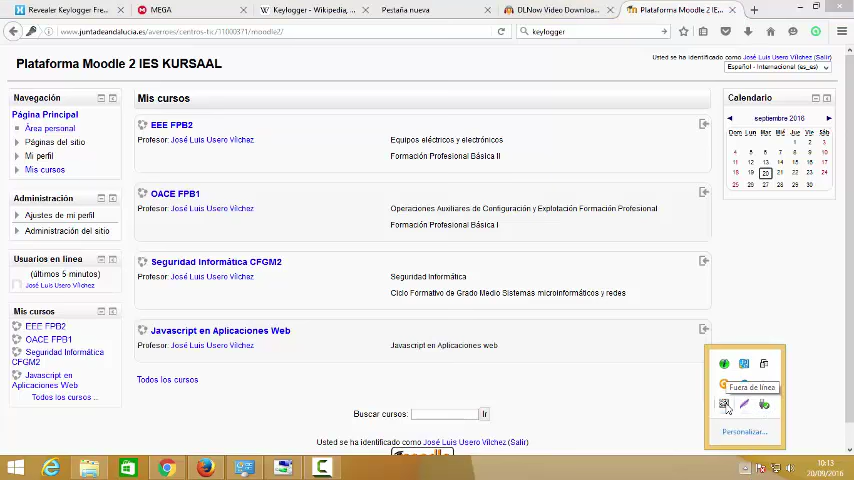 Revealer Keylogger Fre...
MEGA
Keylogger - Wikipedia, ...
Pestaña nueva
DLNow Video Downloa...
Plataforma Moodle 2 IE...
www.juntadeandalucia.es/averroes/centros-tic/11000371/moodle2/
keylogger
Usted se ha identificado como José Luis Usero Vílchez (Salir)
Plataforma Moodle 2 IES KURSAAL
Español - Internacional (es_es)
Navegación
Página Principal
Área personal
Páginas del sitio
Mi perfil
Mis cursos
Administración
Ajustes de mi perfil
Administración del sitio
Usuarios en línea
(últimos 5 minutos)
José Luis Usero Vílchez
Mis cursos
EEE FPB2
OACE FPB1
Seguridad Informática
CFGM2
Javascript en
Aplicaciones Web
Todos los cursos ...
Mis cursos
EEE FPB2
Profesor: José Luis Usero Vílchez
Equipos eléctricos y electrónicos
Formación Profesional Básica II
OACE FPB1
Profesor: José Luis Usero Vílchez
Operaciones Auxiliares de Configuración y Explotación Formación Profesional
Formación Profesional Básica I
Seguridad Informática CFGM2
Profesor: José Luis Usero Vílchez
Seguridad Informática
Ciclo Formativo de Grado Medio Sistemas microinformáticos y redes
Javascript en Aplicaciones Web
Profesor: José Luis Usero Vílchez
Javascript en Aplicaciones web
Todos los cursos
Buscar cursos:
Ir
Usted se ha identificado como José Luis Usero Vílchez (Salir)
moodle
Calendario
septiembre 2016
Dom Lun Mar Mié Jue Vie Sáb
1 2 3
4 5 6 7 8 9 10
11 12 13 14 15 16 17
18 19 20 21 22 23 24
25 26 27 28 29 30
Fuera de línea
Personalizar...
10:13
20/09/2016